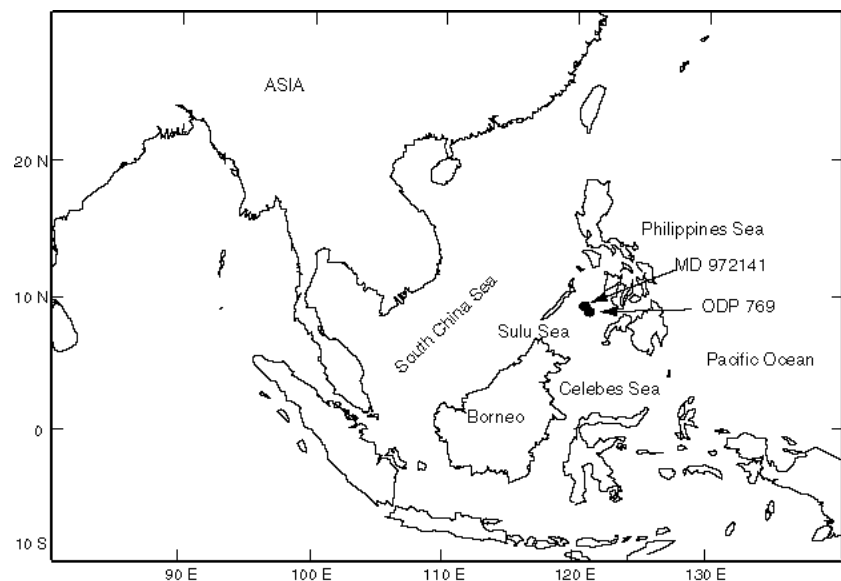 ASIA
20 N
Philippines Sea
MD 972141
10 N
ODP 769
South China Sea
Sulu Sea
Pacific Ocean
Celebes Sea
Borneo
0
10 S
90 E
100 E
110 E
120 E
130 E